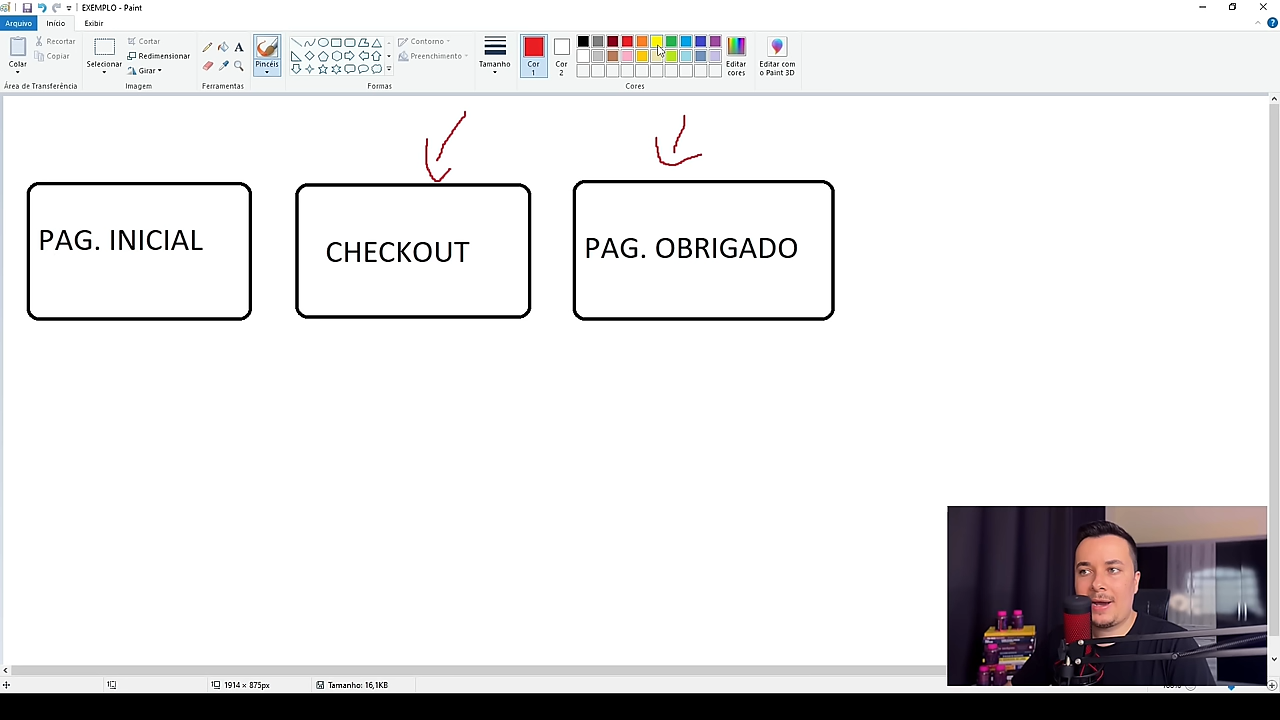 EXEMPLO - Paint
Arquivo
Início
Exibir
Colar
Recortar
Copiar
Área de Transferência
Selecionar
Cortar
Redimensionar
Girar
Imagem
A
Ferramentas
Pincéis
Contorno
Preenchimento
Formas
Tamanho
Cor
1
Cor
2
Editar
cores
Cores
Editar com
o Paint 3D
PAG. INICIAL
CHECKOUT
PAG. OBRIGADO
1914 × 875px
Tamanho: 16,1KB